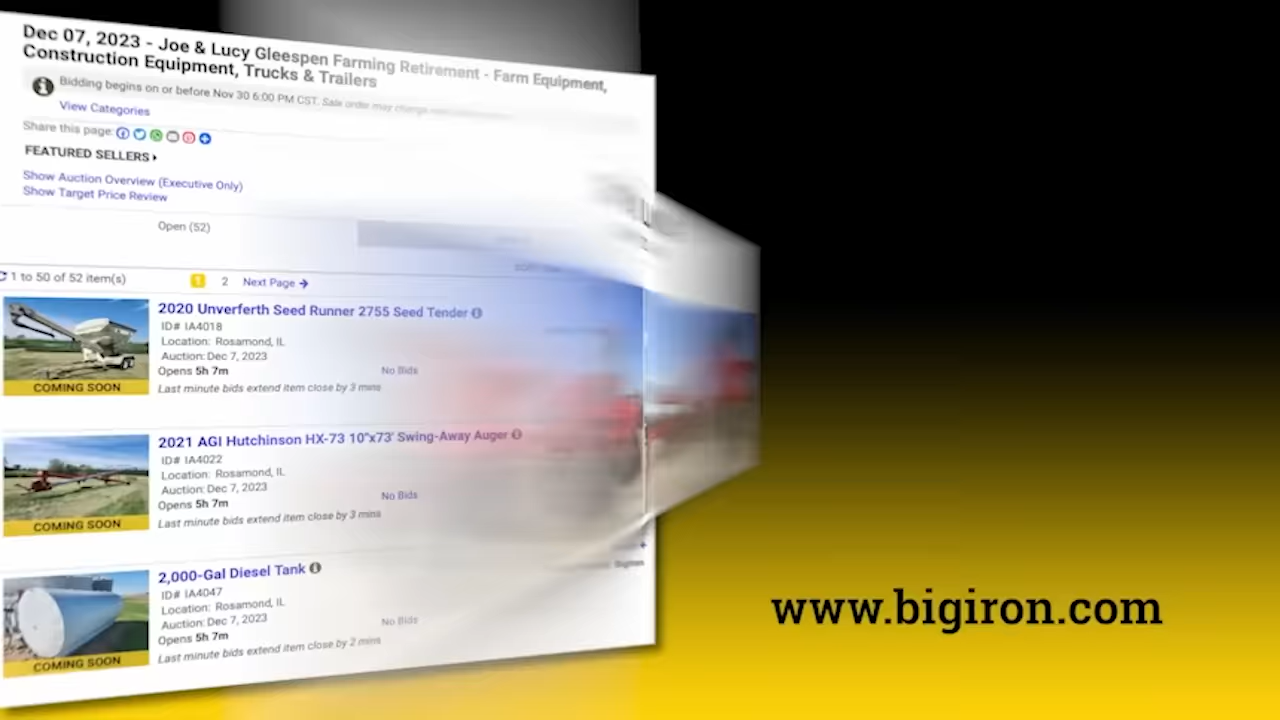 Dec 07, 2023 - Joe & Lucy Gleespen Farming Retirement - Farm Equipment,
Construction Equipment, Trucks & Trailers
Bidding begins on or before Nov 30 6:00 PM CST. Sale order may change
View Categories
Share this page:
FEATURED SELLERS
Show Auction Overview (Executive Only)
Show Target Price Review
Open (52)
1 to 50 of 52 item(s) 1 2 Next Page
2020 Unverferth Seed Runner 2755 Seed Tender
ID# IA4018
Location: Rosamond, IL
Auction: Dec 7, 2023
Opens 5h 7m No Bids
Last minute bids extend item close by 3 mins
COMING SOON
2021 AGI Hutchinson HX-73 10"x73' Swing-Away Auger
ID# IA4022
Location: Rosamond, IL
Auction: Dec 7, 2023
Opens 5h 7m No Bids
Last minute bids extend item close by 3 mins
COMING SOON
2,000-Gal Diesel Tank
ID# IA4047
Location: Rosamond, IL
Auction: Dec 7, 2023
Opens 5h 7m No Bids
Last minute bids extend item close by 2 mins
COMING SOON
www.bigiron.com